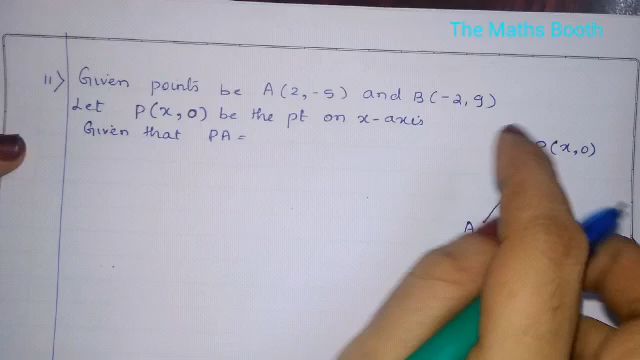 The Maths Booth
11> Given points be A(2,-5) and B(-2,9)
Let P(x,0) be the pt on x-axis
Given that PA=
P(x,0)
A